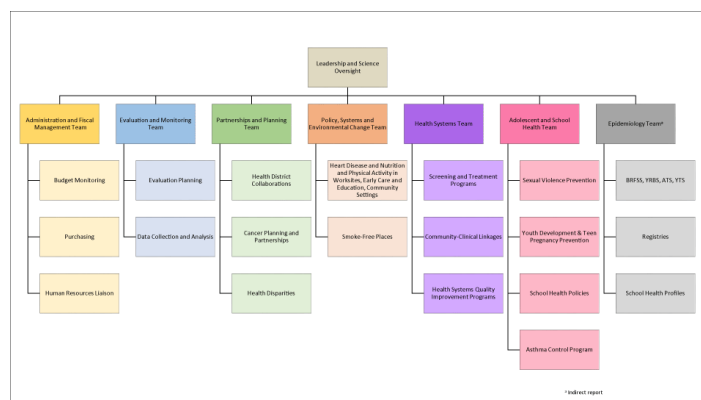 Leadership and Science
Oversight
Administration and Fiscal
Management Team
Evaluation and Monitoring
Team
Partnerships and Planning
Team
Policy, Systems and
Environmental Change Team
Health Systems Team
Adolescent and School
Health Team
Epidemiology Team^
Budget Monitoring
Evaluation Planning
Health District
Collaborations
Heart Disease and Nutrition
and Physical Activity in
Worksites, Early Care and
Education, Community
Settings
Screening and Treatment
Programs
Sexual Violence Prevention
BRFSS, YRBS, ATS, YTS
Purchasing
Data Collection and Analysis
Cancer Planning and
Partnerships
Smoke-Free Places
Community-Clinical Linkages
Youth Development & Teen
Pregnancy Prevention
Registries
Human Resources Liaison
Health Disparities
Health Systems Quality
Improvement Programs
School Health Policies
School Health Profiles
Asthma Control Program
^ Indirect report